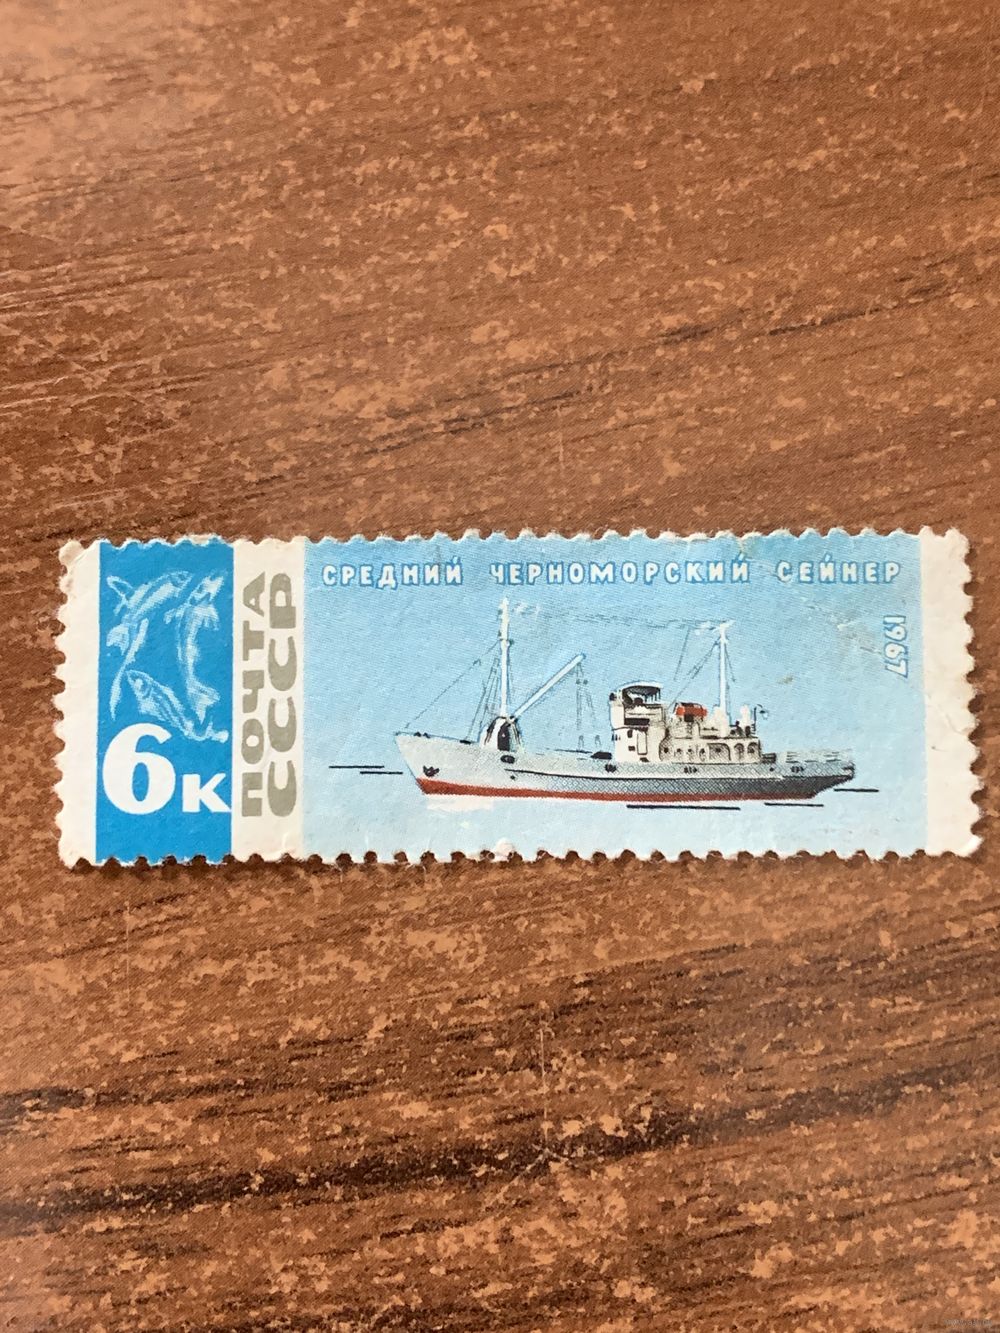 СРЕДНИЙ ЧЕРНОМОРСКИЙ СЕЙНЕР
1967
ПОЧТА
СССР
6к